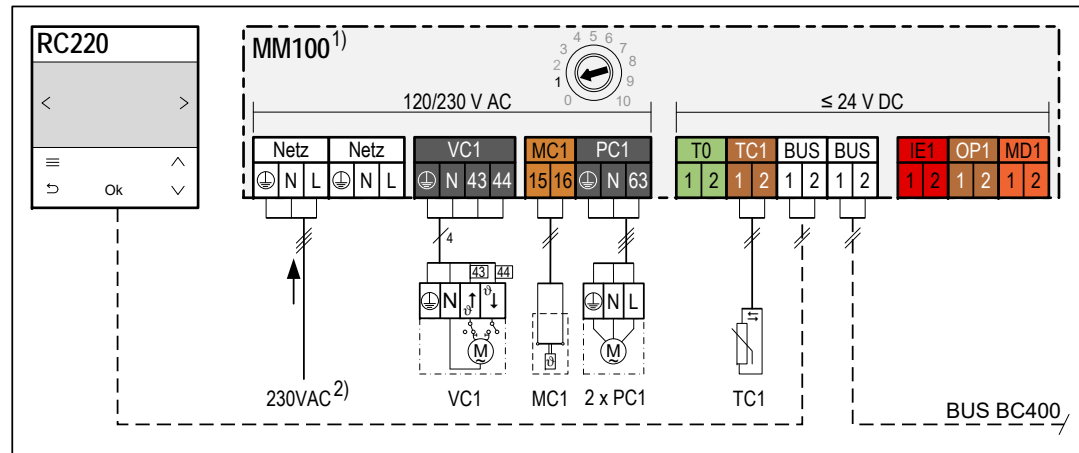 RC220
< >
Ok
MM100 1)
0 1 2 3 4 5 6 7 8 9 10
120/230 V AC ≤ 24 V DC
Netz Netz VC1 MC1 PC1 T0 TC1 BUS BUS IE1 OP1 MD1
N L N L N 43 44 15 16 N 63 1 2 1 2 1 2 1 2 1 2 1 2 1 2
4
43 44
N ϑ ϑ N L
M ϑ M
230VAC 2) VC1 MC1 2 x PC1 TC1
BUS BC400